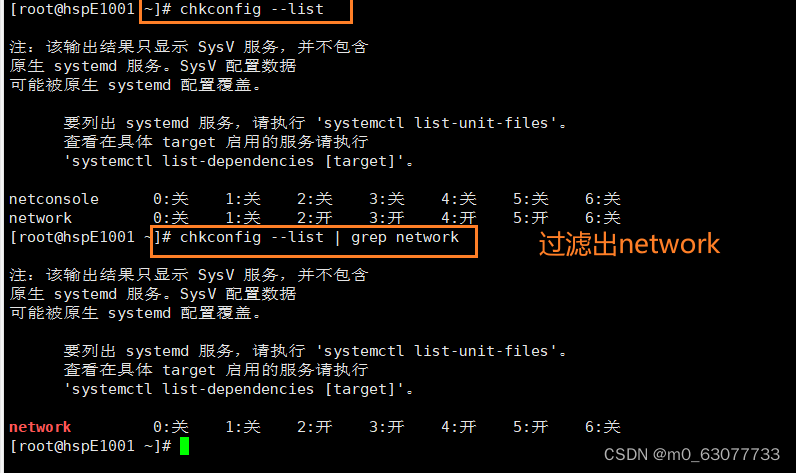 [root@hspE1001 ~]# chkconfig --list
注：该输出结果只显示 SysV 服务，并不包含
原生 systemd 服务。SysV 配置数据
可能被原生 systemd 配置覆盖。
要列出 systemd 服务，请执行 'systemctl list-unit-files'。
查看在具体 target 启用的服务请执行
'systemctl list-dependencies [target]'。
netconsole 0:关 1:关 2:关 3:关 4:关 5:关 6:关
network 0:关 1:关 2:开 3:开 4:开 5:开 6:关
[root@hspE1001 ~]# chkconfig --list | grep network
过滤出network
注：该输出结果只显示 SysV 服务，并不包含
原生 systemd 服务。SysV 配置数据
可能被原生 systemd 配置覆盖。
要列出 systemd 服务，请执行 'systemctl list-unit-files'。
查看在具体 target 启用的服务请执行
'systemctl list-dependencies [target]'。
network 0:关 1:关 2:开 3:开 4:开 5:开 6:关
[root@hspE1001 ~]#
CSDN @m0_63077733